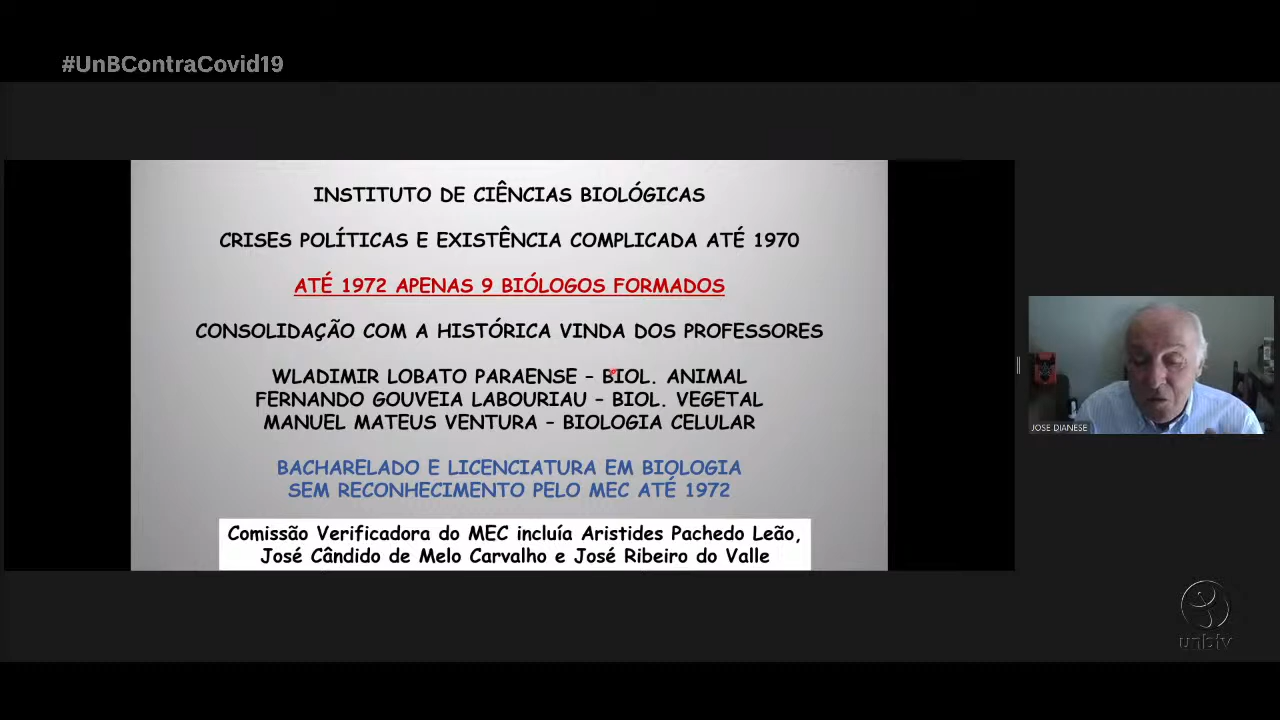 #UnBContraCovid19
INSTITUTO DE CIÊNCIAS BIOLÓGICAS
CRISES POLÍTICAS E EXISTÊNCIA COMPLICADA ATÉ 1970
ATÉ 1972 APENAS 9 BIÓLOGOS FORMADOS
CONSOLIDAÇÃO COM A HISTÓRICA VINDA DOS PROFESSORES
WLADIMIR LOBATO PARAENSE – BIOL. ANIMAL
FERNANDO GOUVEIA LABOURIAU – BIOL. VEGETAL
MANUEL MATEUS VENTURA – BIOLOGIA CELULAR
BACHARELADO E LICENCIATURA EM BIOLOGIA
SEM RECONHECIMENTO PELO MEC ATÉ 1972
Comissão Verificadora do MEC incluía Aristides Pachedo Leão,
José Cândido de Melo Carvalho e José Ribeiro do Valle
JOSE DIANESE
unbtv